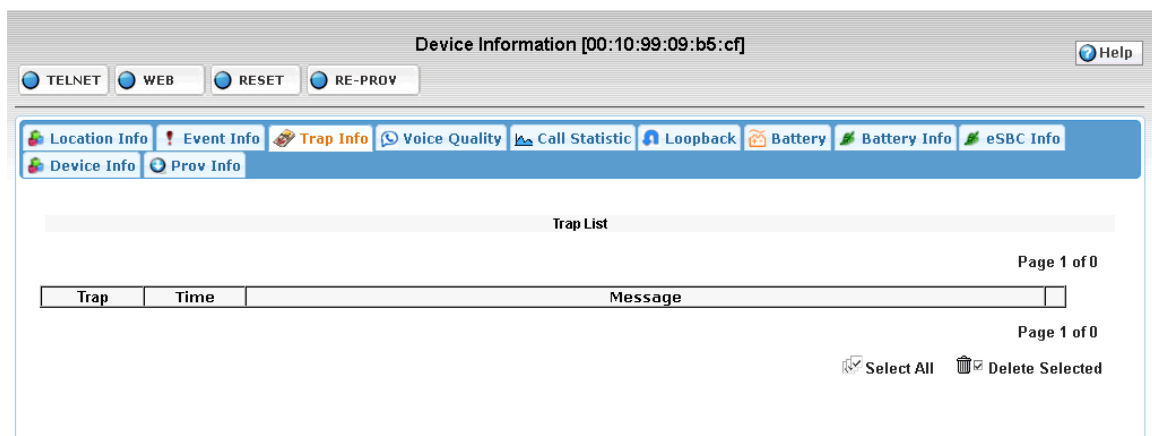 Device Information [00:10:99:09:b5:cf]
Help
TELNET WEB RESET RE-PROV
Location Info Event Info Trap Info Voice Quality Call Statistic Loopback Battery Battery Info eSBC Info
Device Info Prov Info
Trap List
Page 1 of 0
Trap Time Message
Page 1 of 0
Select All Delete Selected